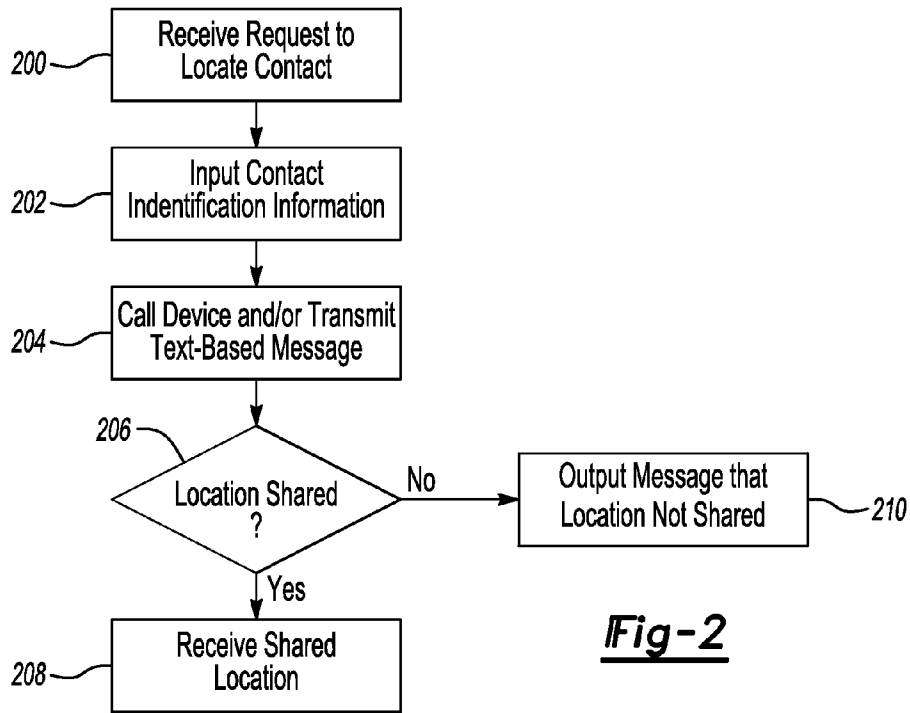 200
Receive Request to
Locate Contact
202
Input Contact
Indentification Information
204
Call Device and/or Transmit
Text-Based Message
206
Location Shared
?
No
Output Message that
Location Not Shared
210
Yes
208
Receive Shared
Location
Fig-2